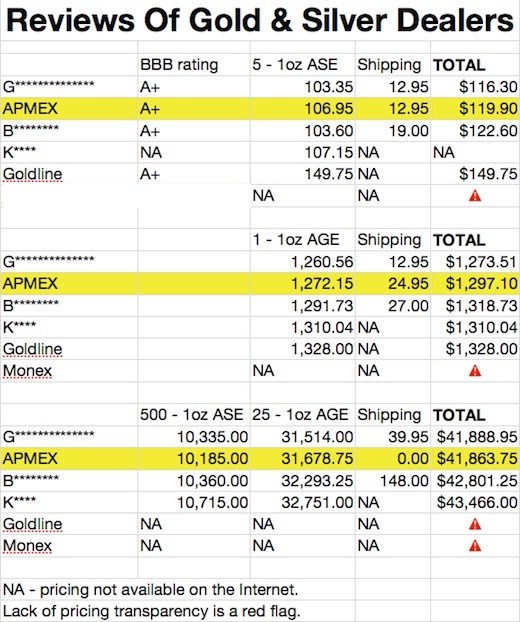 Reviews Of Gold & Silver Dealers
BBB rating 5 - 1oz ASE Shipping TOTAL
G************** A+ 103.35 12.95 $116.30
APMEX A+ 106.95 12.95 $119.90
B******** A+ 103.60 19.00 $122.60
K**** NA 107.15 NA NA
Goldline A+ 149.75 NA $149.75
NA NA
1 - 1oz AGE Shipping TOTAL
G************** 1,260.56 12.95 $1,273.51
APMEX 1,272.15 24.95 $1,297.10
B******** 1,291.73 27.00 $1,318.73
K**** 1,310.04 NA $1,310.04
Goldline 1,328.00 NA $1,328.00
Monex NA NA
500 - 1oz ASE 25 - 1oz AGE Shipping TOTAL
G************** 10,335.00 31,514.00 39.95 $41,888.95
APMEX 10,185.00 31,678.75 0.00 $41,863.75
B******** 10,360.00 32,293.25 148.00 $42,801.25
K**** 10,715.00 32,751.00 NA $43,466.00
Goldline NA NA NA
Monex NA NA NA
NA - pricing not available on the Internet.
Lack of pricing transparency is a red flag.